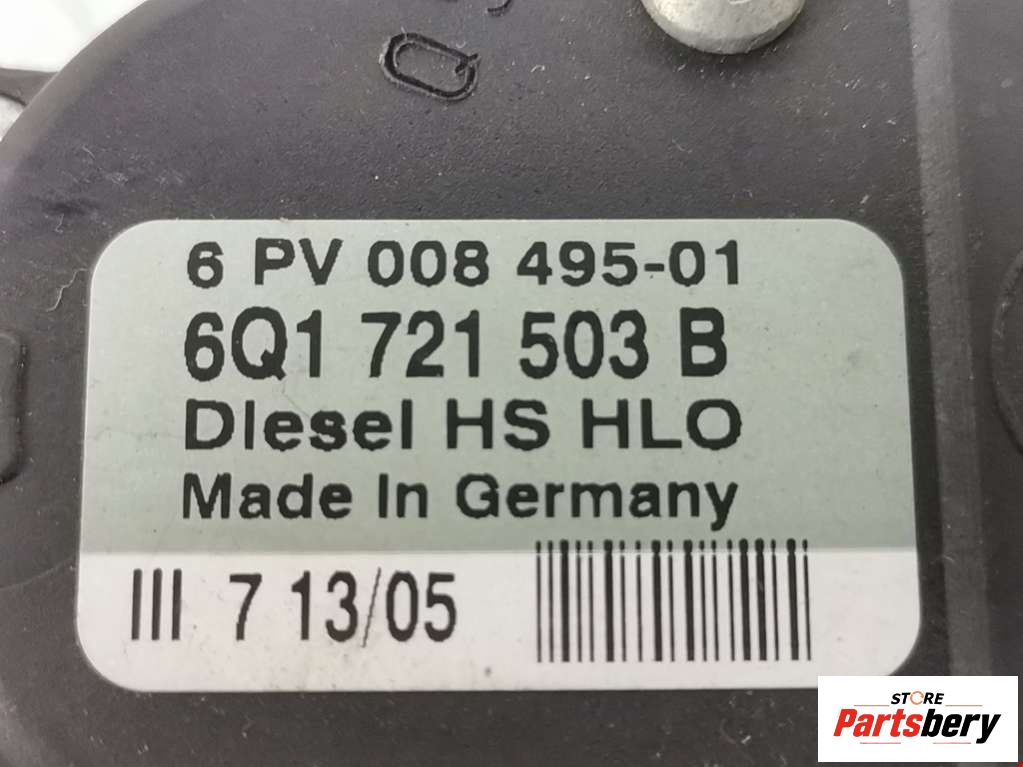 6 PV 008 495-01
6Q1 721 503 B
Diesel HS HLO
Made In Germany
III 7 13/05
STORE
Partsbery